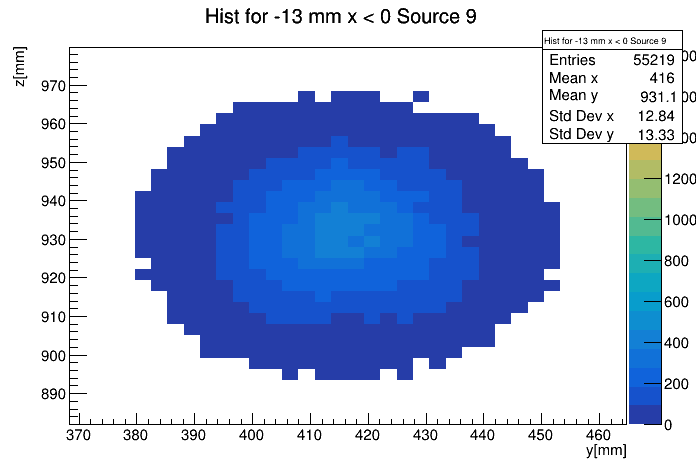 Hist for -13 mm x < 0 Source 9
z[mm]
Hist for -13 mm x < 0 Source 9
Entries 55219
Mean x 416
Mean y 931.1
Std Dev x 12.84
Std Dev y 13.33
970
960
950
940
930
920
910
900
890
1200
1000
800
600
400
200
0
370 380 390 400 410 420 430 440 450 460
y[mm]